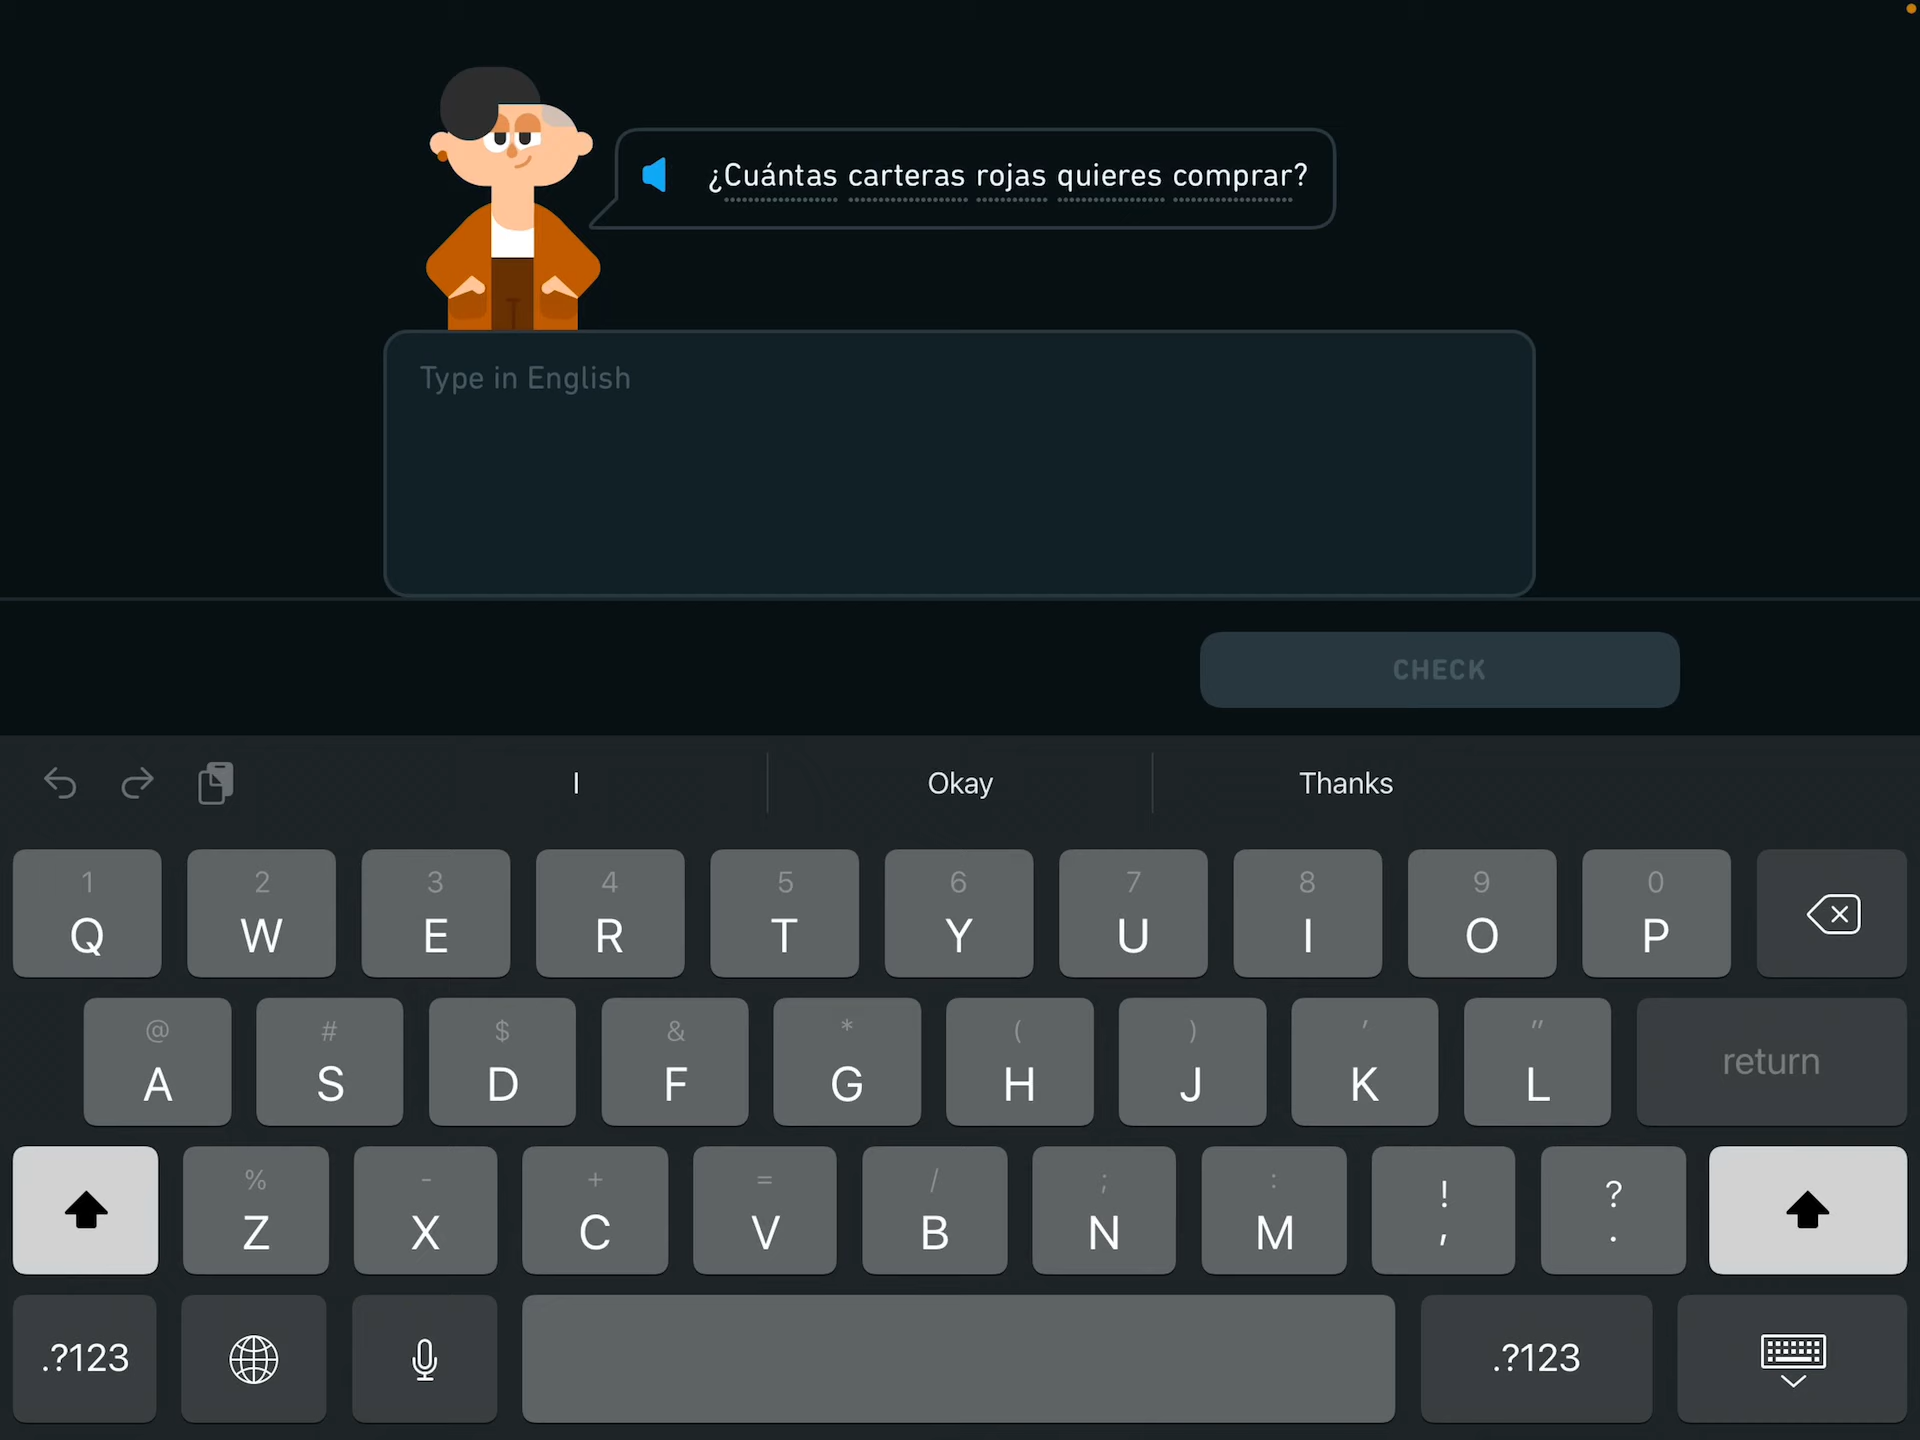 ¿Cuántas carteras rojas quieres comprar?
Type in English
CHECK
I Okay Thanks
1 2 3 4 5 6 7 8 9 0
Q W E R T Y U I O P
@ # $ & * ( ) ' "
A S D F G H J K L return
% - + = / ; : ! ?
Z X C V B N M , .
.?123 .?123